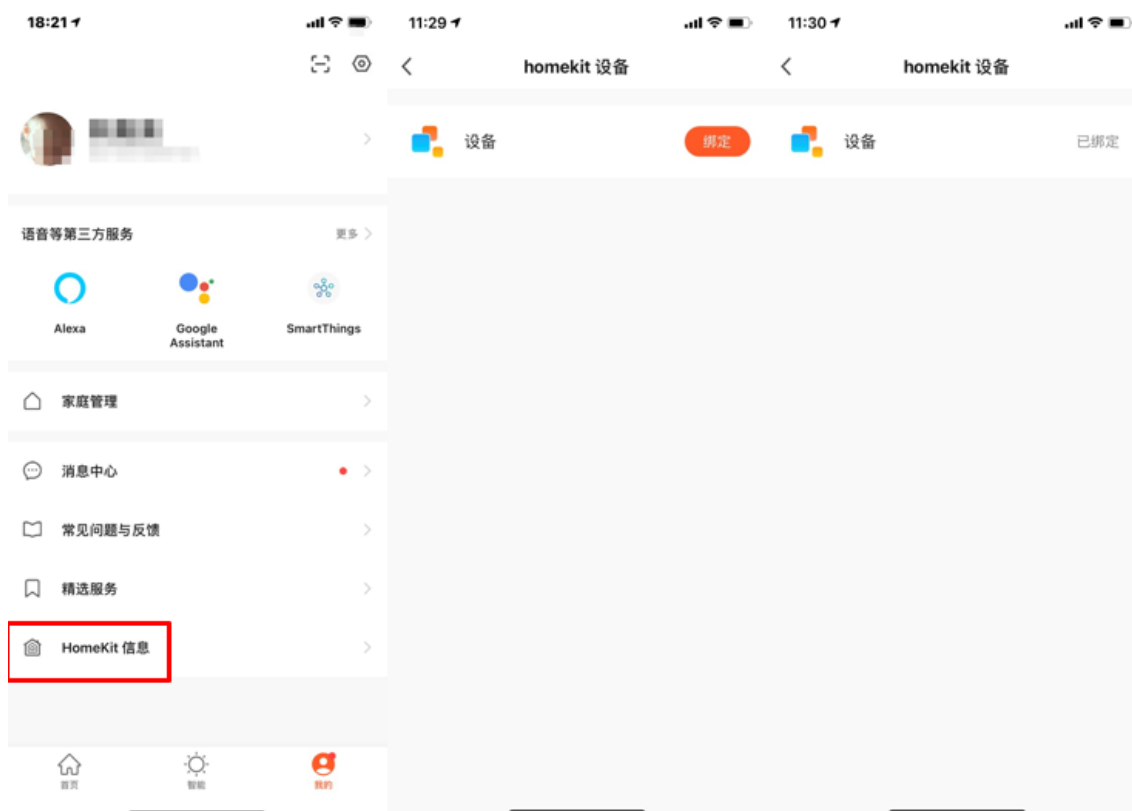 18:21
语音等第三方服务
更多
Alexa
Google
Assistant
SmartThings
家庭管理
消息中心
常见问题与反馈
精选服务
HomeKit 信息
首页
智能
我的
11:29
homekit 设备
设备
绑定
11:30
homekit 设备
设备
已绑定